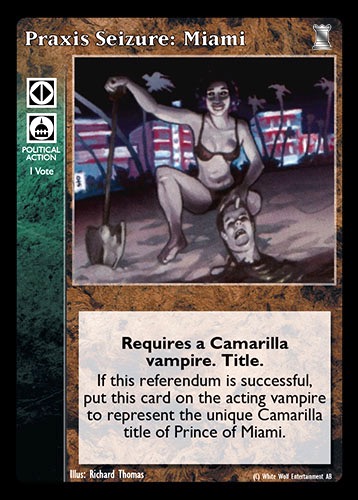 Praxis Seizure: Miami
POLITICAL
ACTION
1 Vote
Requires a Camarilla
vampire. Title.
If this referendum is successful,
put this card on the acting vampire
to represent the unique Camarilla
title of Prince of Miami.
Illus: Richard Thomas
(C) White Wolf Entertainment AB